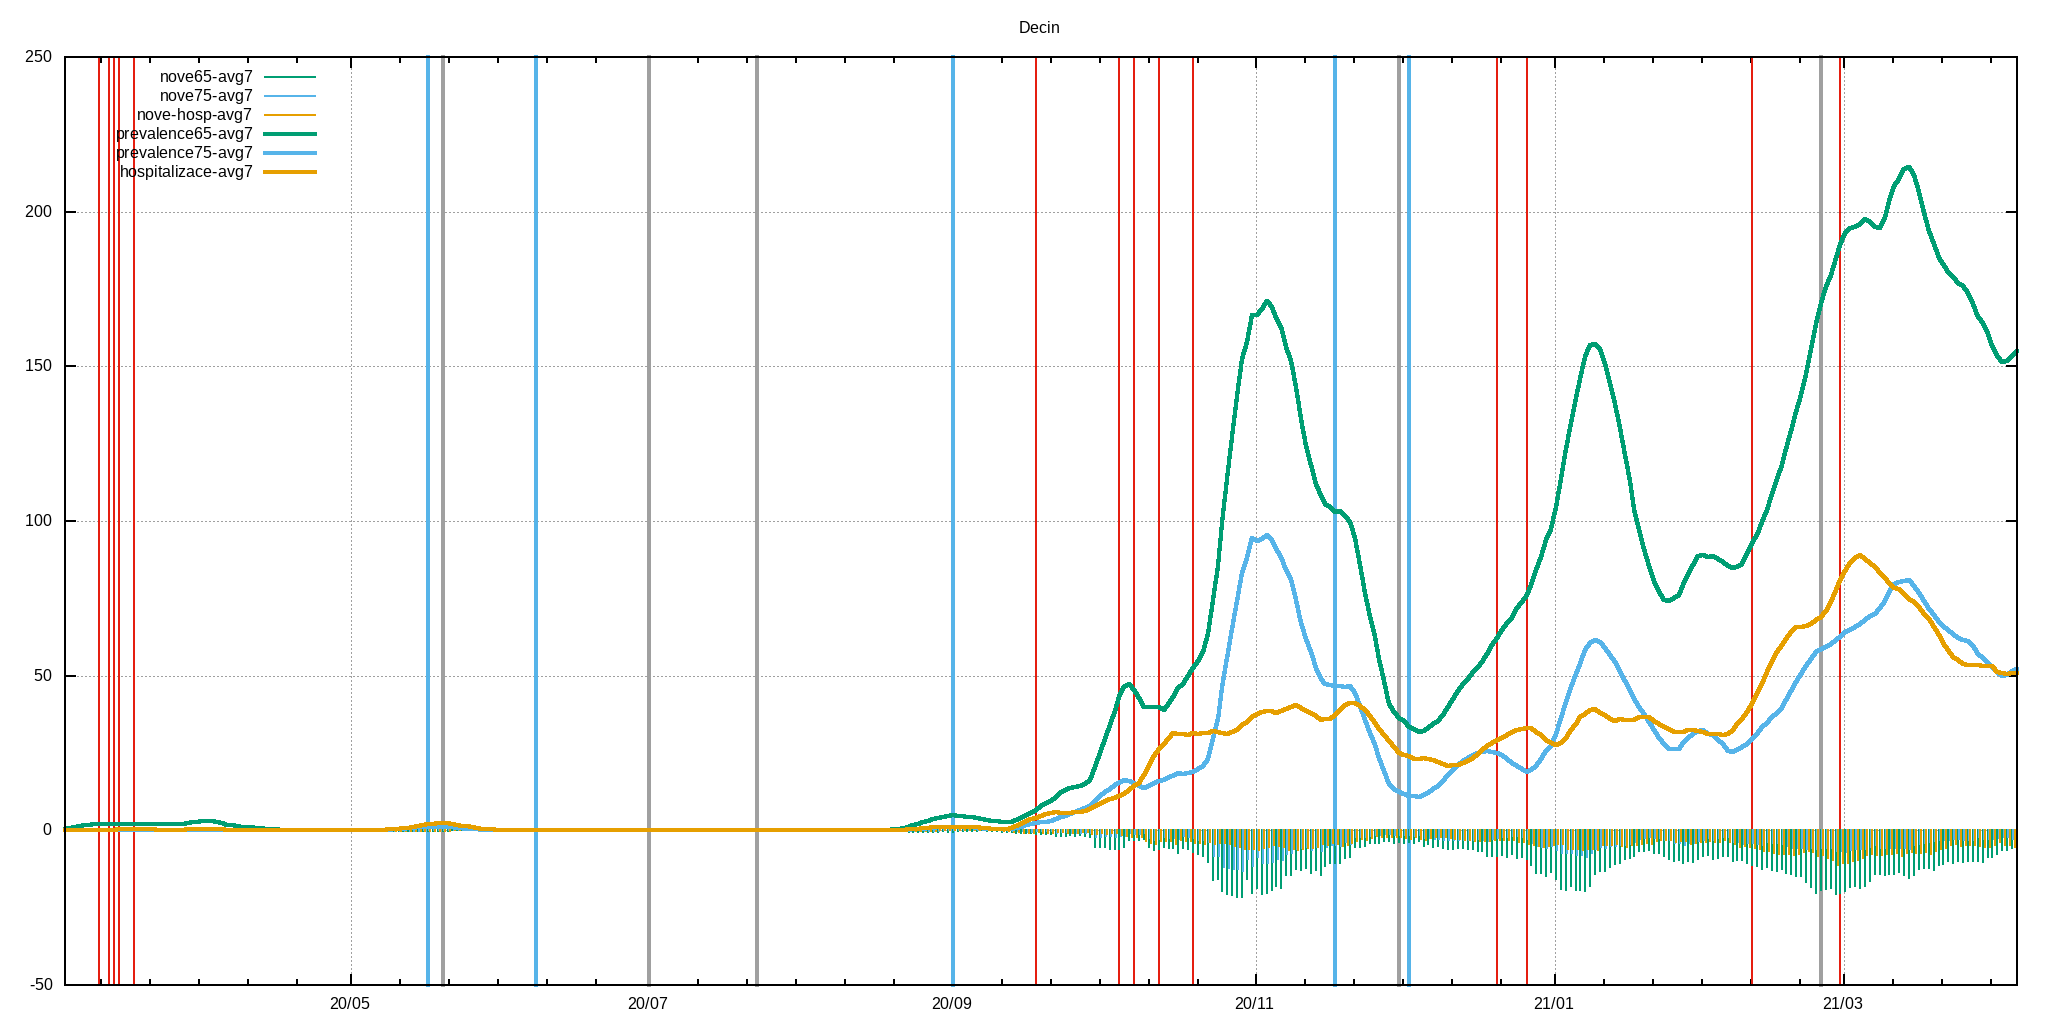 Decin
250
nove65-avg7
nove75-avg7
nove-hosp-avg7
prevalence65-avg7
prevalence75-avg7
hospitalizace-avg7
200
150
100
50
0
-50
20/05
20/07
20/09
20/11
21/01
21/03